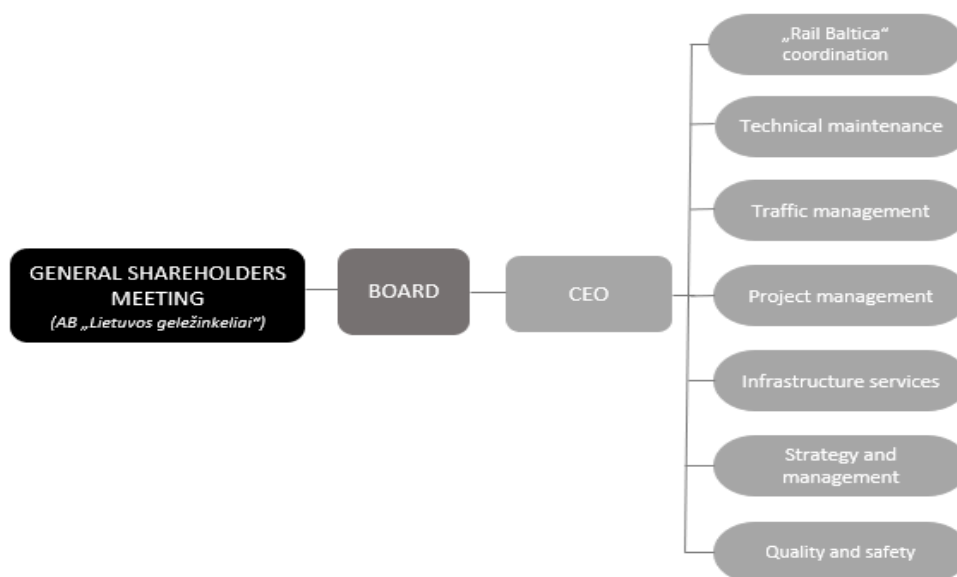 GENERAL SHAREHOLDERS
MEETING
(AB „Lietuvos geležinkeliai“)
BOARD
CEO
„Rail Baltica“
coordination
Technical maintenance
Traffic management
Project management
Infrastructure services
Strategy and
management
Quality and safety